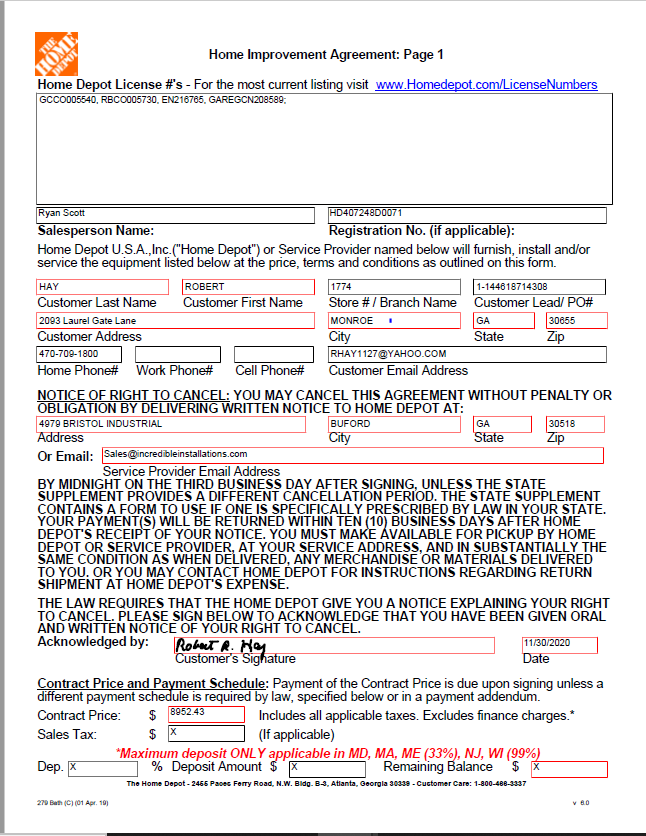 THE HOME DEPOT
Home Improvement Agreement: Page 1
Home Depot License #'s - For the most current listing visit www.Homedepot.com/LicenseNumbers
GCCO005540, RBCO005730, EN216765, GAREGCN208589;
Ryan Scott HD407248D0071
Salesperson Name: Registration No. (if applicable):
Home Depot U.S.A.,Inc.("Home Depot") or Service Provider named below will furnish, install and/or
service the equipment listed below at the price, terms and conditions as outlined on this form.
HAY ROBERT 1774 1-144618714308
Customer Last Name Customer First Name Store # / Branch Name Customer Lead/ PO#
2093 Laurel Gate Lane MONROE GA 30655
Customer Address City State Zip
470-709-1800 RHAY1127@YAHOO.COM
Home Phone# Work Phone# Cell Phone# Customer Email Address
NOTICE OF RIGHT TO CANCEL: YOU MAY CANCEL THIS AGREEMENT WITHOUT PENALTY OR
OBLIGATION BY DELIVERING WRITTEN NOTICE TO HOME DEPOT AT:
4979 BRISTOL INDUSTRIAL BUFORD GA 30518
Address City State Zip
Or Email: Sales@incredibleinstallations.com
Service Provider Email Address
BY MIDNIGHT ON THE THIRD BUSINESS DAY AFTER SIGNING, UNLESS THE STATE
SUPPLEMENT PROVIDES A DIFFERENT CANCELLATION PERIOD. THE STATE SUPPLEMENT
CONTAINS A FORM TO USE IF ONE IS SPECIFICALLY PRESCRIBED BY LAW IN YOUR STATE.
YOUR PAYMENT(S) WILL BE RETURNED WITHIN TEN (10) BUSINESS DAYS AFTER HOME
DEPOT'S RECEIPT OF YOUR NOTICE. YOU MUST MAKE AVAILABLE FOR PICKUP BY HOME
DEPOT OR SERVICE PROVIDER, AT YOUR SERVICE ADDRESS, AND IN SUBSTANTIALLY THE
SAME CONDITION AS WHEN DELIVERED, ANY MERCHANDISE OR MATERIALS DELIVERED
TO YOU. OR YOU MAY CONTACT HOME DEPOT FOR INSTRUCTIONS REGARDING RETURN
SHIPMENT AT HOME DEPOT'S EXPENSE.
THE LAW REQUIRES THAT THE HOME DEPOT GIVE YOU A NOTICE EXPLAINING YOUR RIGHT
TO CANCEL. PLEASE SIGN BELOW TO ACKNOWLEDGE THAT YOU HAVE BEEN GIVEN ORAL
AND WRITTEN NOTICE OF YOUR RIGHT TO CANCEL.
Acknowledged by: Robert R. Hay 11/30/2020
Customer's Signature Date
Contract Price and Payment Schedule: Payment of the Contract Price is due upon signing unless a
different payment schedule is required by law, specified below or in a payment addendum.
Contract Price: $ 8952.43 Includes all applicable taxes. Excludes finance charges.*
Sales Tax: $ X (If applicable)
*Maximum deposit ONLY applicable in MD, MA, ME (33%), NJ, WI (99%)
Dep. X % Deposit Amount $ X Remaining Balance $ X
The Home Depot - 2455 Paces Ferry Road, N.W. Bldg. B-3, Atlanta, Georgia 30339 - Customer Care: 1-800-466-3337
279 Bath (C) (01 Apr. 19) v 6.0